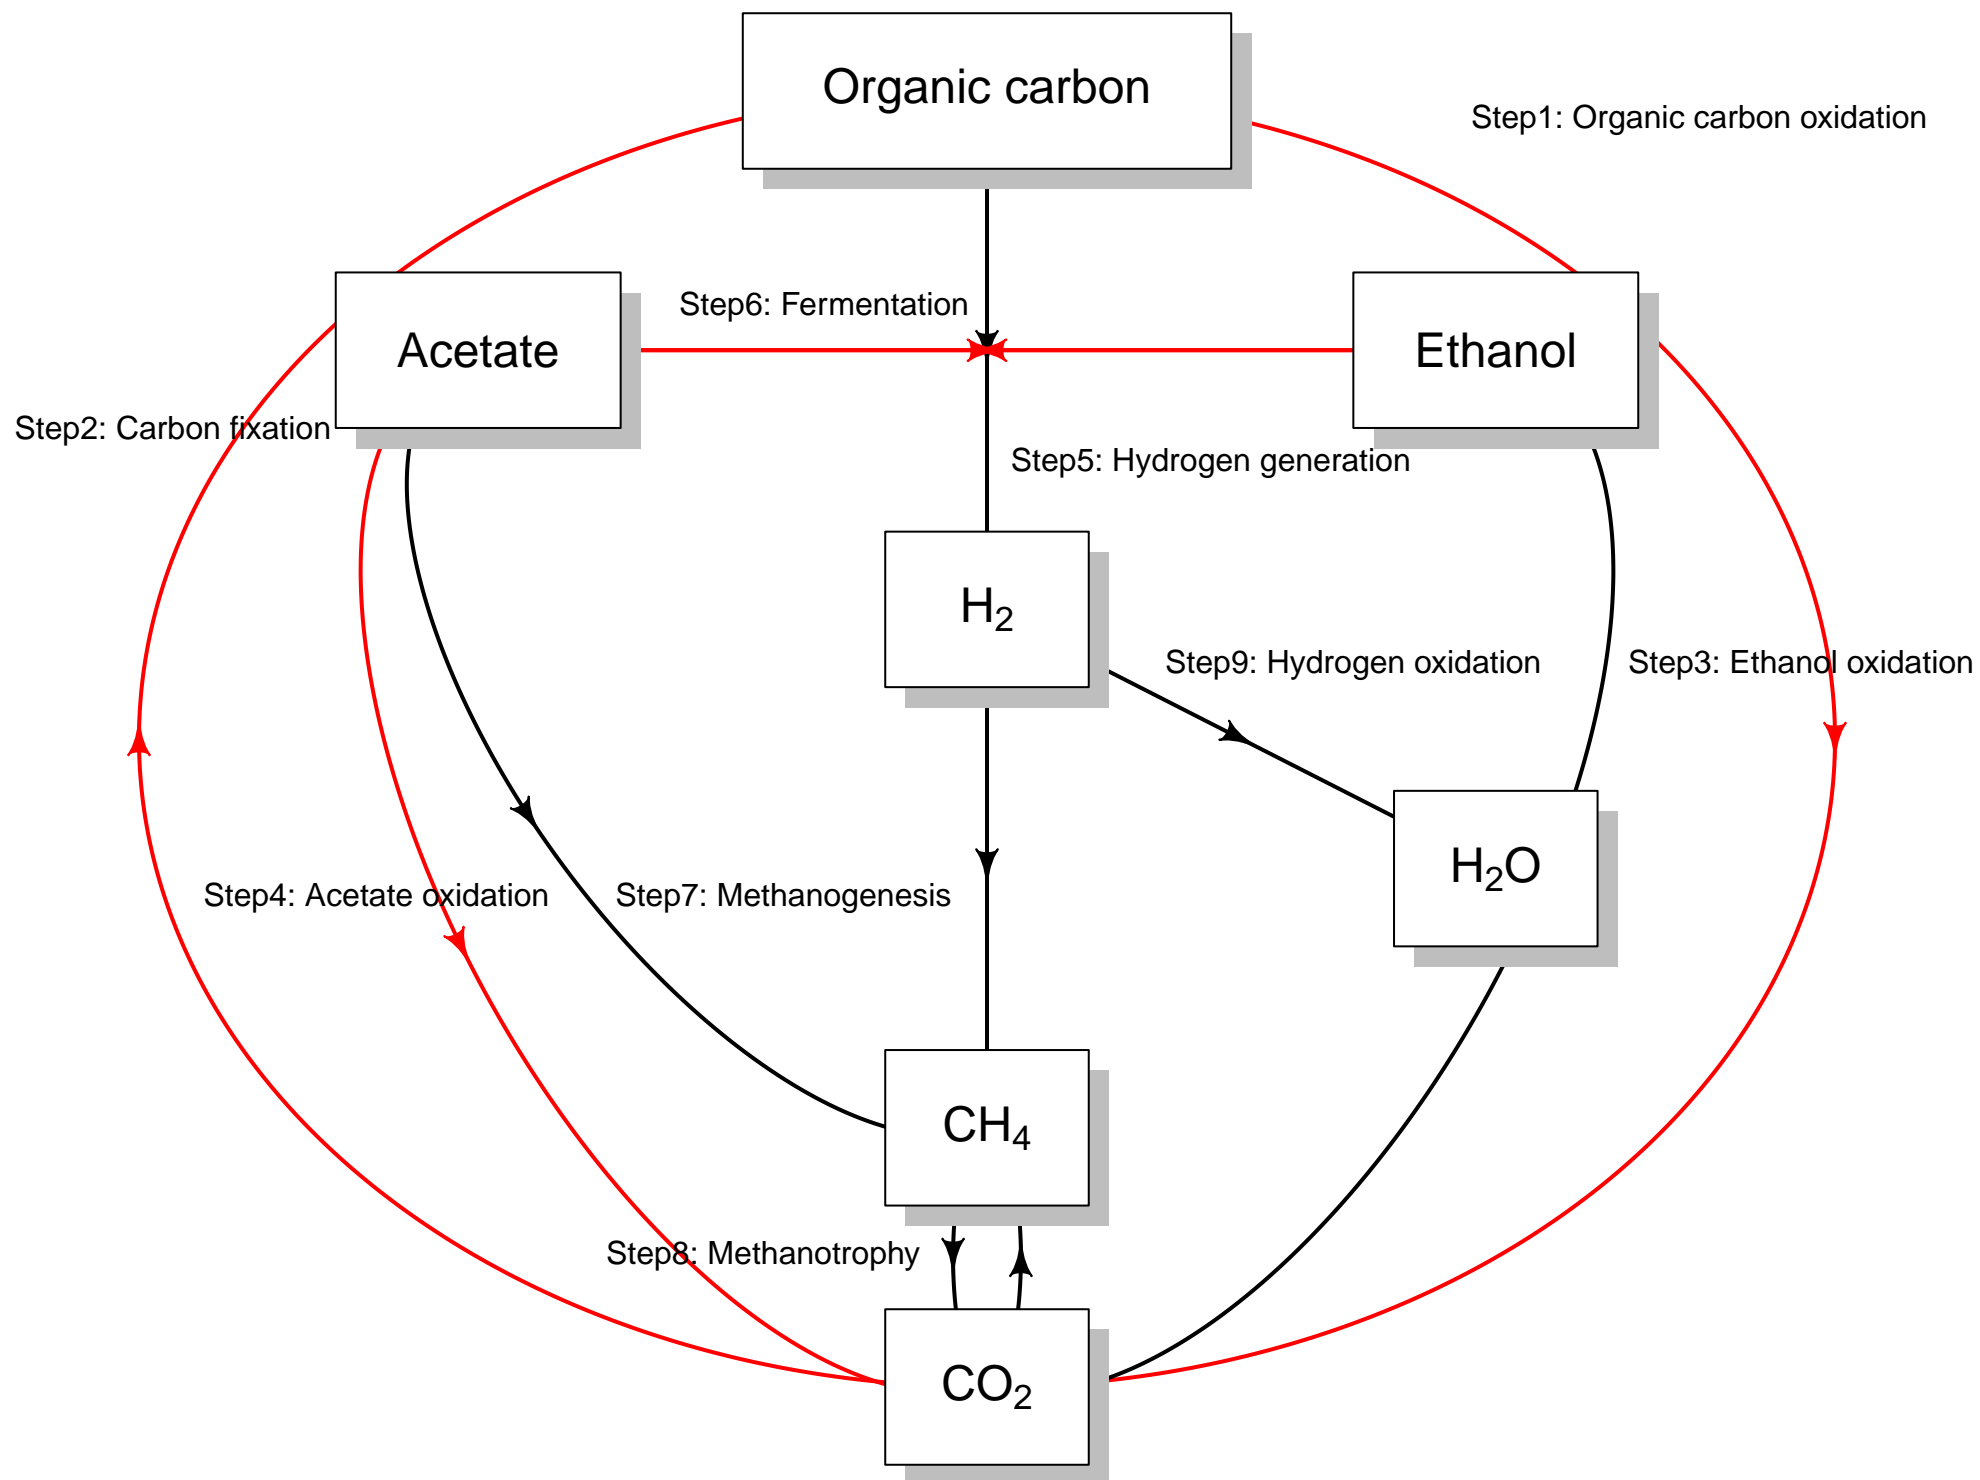 Organic carbon
Step1: Organic carbon oxidation
Step6: Fermentation
Acetate
Ethanol
Step2: Carbon fixation
Step5: Hydrogen generation
H₂
Step9: Hydrogen oxidation
Step3: Ethanol oxidation
H₂O
Step4: Acetate oxidation
Step7: Methanogenesis
CH₄
Step8: Methanotrophy
CO₂